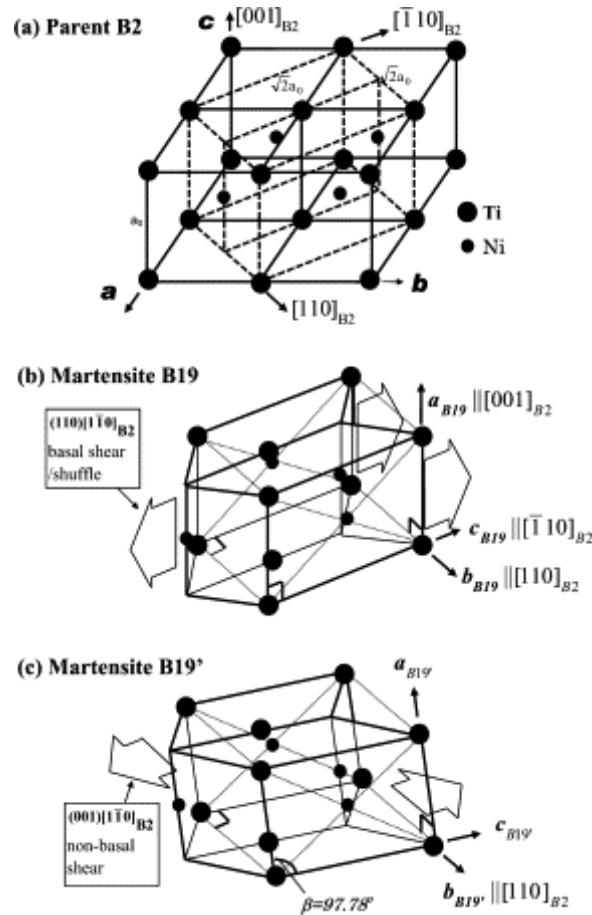 (a) Parent B2
c [001]B2 [1̄10]B2
√2a₀ √2a₀
a₀
Ti
Ni
a b
[110]B2
(b) Martensite B19
(110)[11̄0]B2
basal shear
/shuffle
aB19||[001]B2
cB19||[1̄10]B2
bB19||[110]B2
(c) Martensite B19’
aB19'
(001)[11̄0]B2
non-basal
shear
cB19'
β=97.78°
bB19'||[110]B2